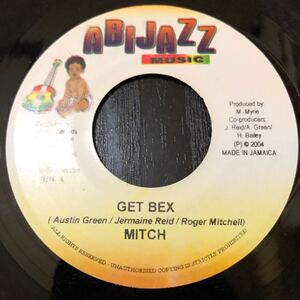 ABIJAZZ
MUSIC
Produced by:
M. Myrie
Co-producers:
J. Reid/A. Green/
H. Bailey
(P) © 2004
MADE IN JAMAICA
GET BEX
( Austin Green / Jermaine Reid / Roger Mitchell)
MITCH
ALL RIGHTS RESERVED - UNAUTHORISED COPYING IS STRICTLY PROHIBITED